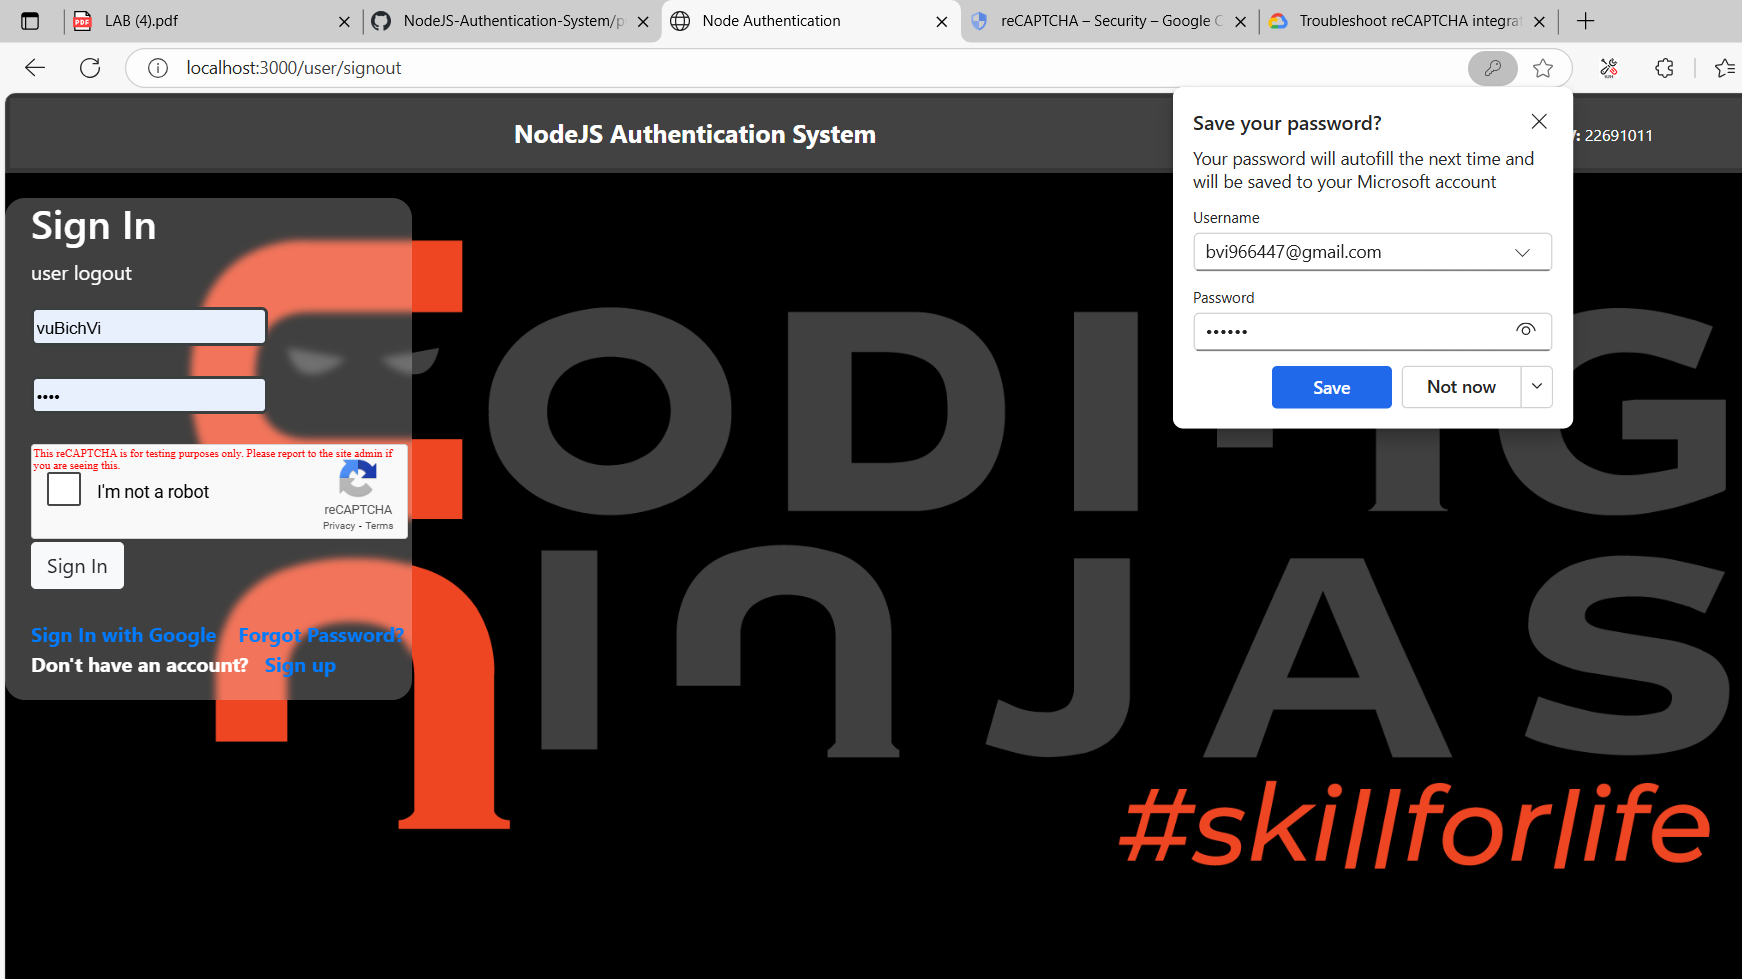 LAB (4).pdf
NodeJS-Authentication-System/p
Node Authentication
reCAPTCHA – Security – Google C
Troubleshoot reCAPTCHA integrat
localhost:3000/user/signout
NodeJS Authentication System
: 22691011
Save your password?
Your password will autofill the next time and
will be saved to your Microsoft account
Username
bvi966447@gmail.com
Password
••••••
Save
Not now
Sign In
user logout
vuBichVi
••••
This reCAPTCHA is for testing purposes only. Please report to the site admin if
you are seeing this.
I'm not a robot
reCAPTCHA
Privacy - Terms
Sign In
Sign In with Google Forgot Password?
Don't have an account? Sign up
CODING
NINJAS
#skillforlife